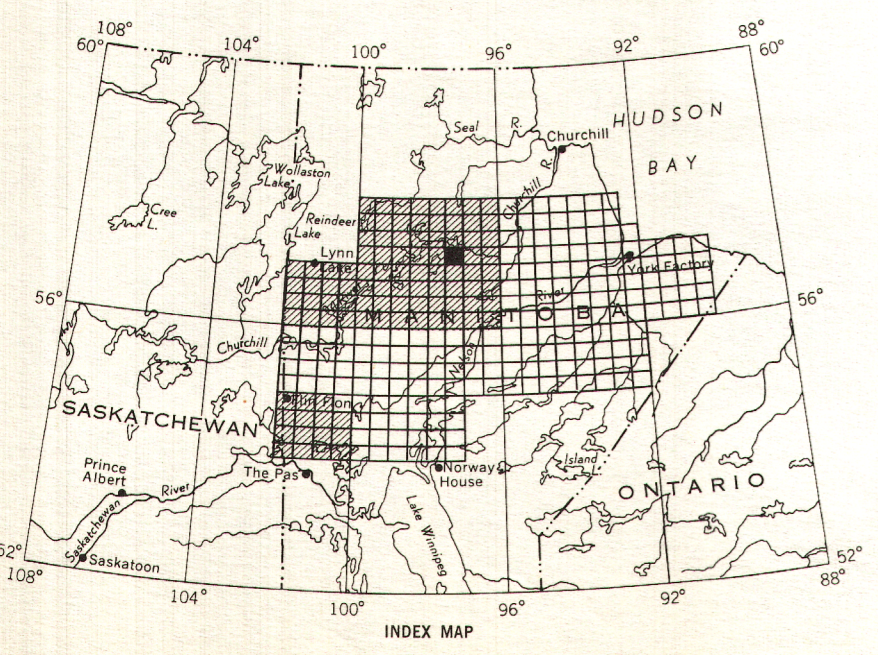 108°
60°
104°
100°
96°
92°
88°
60°
HUDSON
BAY
Seal R.
Churchill
Churchill R.
Wollaston
Lake
Cree
L.
Reindeer
Lake
Lynn
Lake
York Factory
River
56°
56°
MANITOBA
Churchill
Nelson
Flin Flon
SASKATCHEWAN
Prince
Albert
The Pas
River
Saskatchewan
Norway
House
Island
L.
ONTARIO
Lake Winnipeg
52°
108°
Saskatoon
104°
100°
96°
92°
52°
88°
INDEX MAP